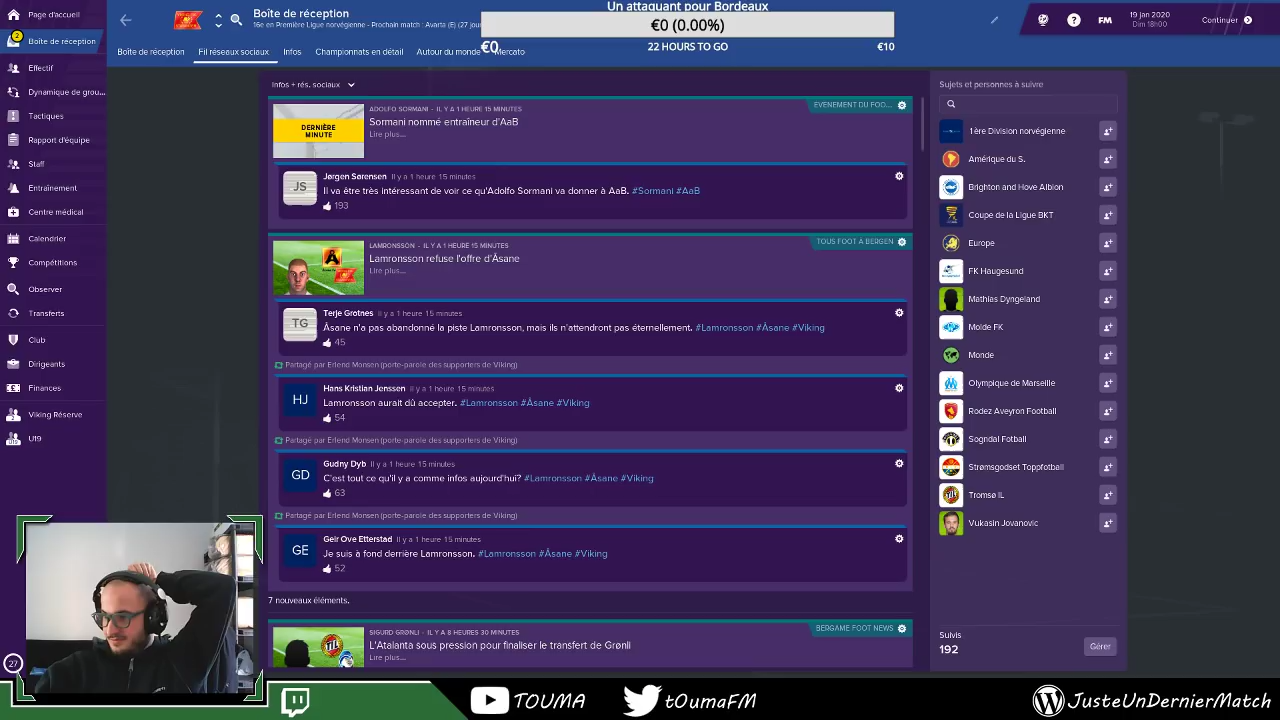 Page d'accueil
Boîte de réception
Un attaquant pour Bordeaux
16e en Première Ligue norvégienne - Prochain match : Avarta (E) (27 jou
€0 (0.00%)
€0
22 HOURS TO GO
€10
FM
19 jan 2020
Dim 18h00
Continuer
2
Boîte de réception
Effectif
Dynamique de grou...
Tactiques
Rapport d'équipe
Staff
Entraînement
Centre médical
Calendrier
Compétitions
Observer
Transferts
Club
Dirigeants
Finances
Viking Réserve
U19
Boîte de réception
Fil réseaux sociaux
Infos
Championnats en détail
Autour du monde
Mercato
Infos + rés. sociaux
DERNIÈRE
MINUTE
ADOLFO SORMANI - IL Y A 1 HEURE 15 MINUTES
EVENEMENT DU FOO...
Sormani nommé entraîneur d'AaB
Lire plus...
JS
Jørgen Sørensen Il y a 1 heure 15 minutes
Il va être très intéressant de voir ce qu'Adolfo Sormani va donner à AaB. #Sormani #AaB
193
LAMRONSSON - IL Y A 1 HEURE 15 MINUTES
TOUS FOOT À BERGEN
Lamronsson refuse l'offre d'Åsane
Lire plus...
TG
Terje Grotnes Il y a 1 heure 15 minutes
Åsane n'a pas abandonné la piste Lamronsson, mais ils n'attendront pas éternellement. #Lamronsson #Åsane #Viking
45
Partagé par Erlend Monsen (porte-parole des supporters de Viking)
HJ
Hans Kristian Jenssen Il y a 1 heure 15 minutes
Lamronsson aurait dû accepter. #Lamronsson #Åsane #Viking
54
Partagé par Erlend Monsen (porte-parole des supporters de Viking)
GD
Gudny Dyb Il y a 1 heure 15 minutes
C'est tout ce qu'il y a comme infos aujourd'hui? #Lamronsson #Åsane #Viking
63
Partagé par Erlend Monsen (porte-parole des supporters de Viking)
GE
Geir Ove Etterstad Il y a 1 heure 15 minutes
Je suis à fond derrière Lamronsson. #Lamronsson #Åsane #Viking
52
7 nouveaux éléments.
SIGURD GRØNLI - IL Y A 8 HEURES 30 MINUTES
BERGAME FOOT NEWS
L'Atalanta sous pression pour finaliser le transfert de Grønli
Lire plus...
Sujets et personnes à suivre
1ère Division norvégienne
Amérique du S.
Brighton and Hove Albion
Coupe de la Ligue BKT
Europe
FK Haugesund
Mathias Dyngeland
Molde FK
Monde
Olympique de Marseille
Rodez Aveyron Football
Sogndal Fotball
Strømsgodset Toppfotball
Tromsø IL
Vukasin Jovanovic
Suivis
192
Gérer
27
TOUMA
tOumaFM
JusteUnDernierMatch